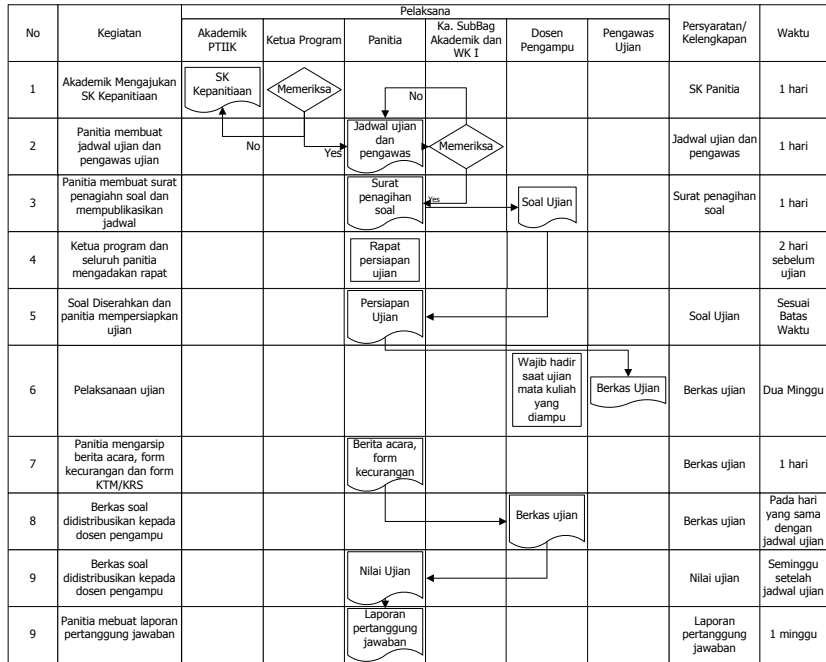 Pelaksana
No
Kegiatan
Akademik
PTIIK
Ketua Program
Panitia
Ka. SubBag
Akademik dan
WK I
Dosen
Pengampu
Pengawas
Ujian
Persyaratan/
Kelengkapan
Waktu
1
Akademik Mengajukan
SK Kepanitiaan
SK
Kepanitiaan
Memeriksa
No
SK Panitia
1 hari
2
Panitia membuat
jadwal ujian dan
pengawas ujian
No
Yes
Jadwal ujian
dan
pengawas
Memeriksa
Jadwal ujian dan
pengawas
1 hari
3
Panitia membuat surat
penagiahn soal dan
mempublikasikan
jadwal
Surat
penagihan
soal
Yes
Soal Ujian
Surat penagihan
soal
1 hari
4
Ketua program dan
seluruh panitia
mengadakan rapat
Rapat
persiapan
ujian
2 hari
sebelum
ujian
5
Soal Diserahkan dan
panitia mempersiapkn
ujian
Persiapan
Ujian
Soal Ujian
Sesuai
Batas
Waktu
6
Pelaksanaan ujian
Wajib hadir
saat ujian
mata kuliah
yang
diampu
Berkas Ujian
Berkas ujian
Dua Minggu
7
Panitia mengarsip
berita acara, form
kecurangan dan form
KTM/KRS
Berita acara,
form
kecurangan
Berkas ujian
1 hari
8
Berkas soal
didistribusikan kepada
dosen pengampu
Berkas ujian
Berkas ujian
Pada hari
yang sama
dengan
jadwal ujian
9
Berkas soal
didistribusikan kepada
dosen pengampu
Nilai Ujian
Nilai ujian
Seminggu
setelah
jadwal ujian
9
Panitia mebuat laporan
pertanggung jawaban
Laporan
pertanggung
jawaban
Laporan
pertanggung
jawaban
1 minggu